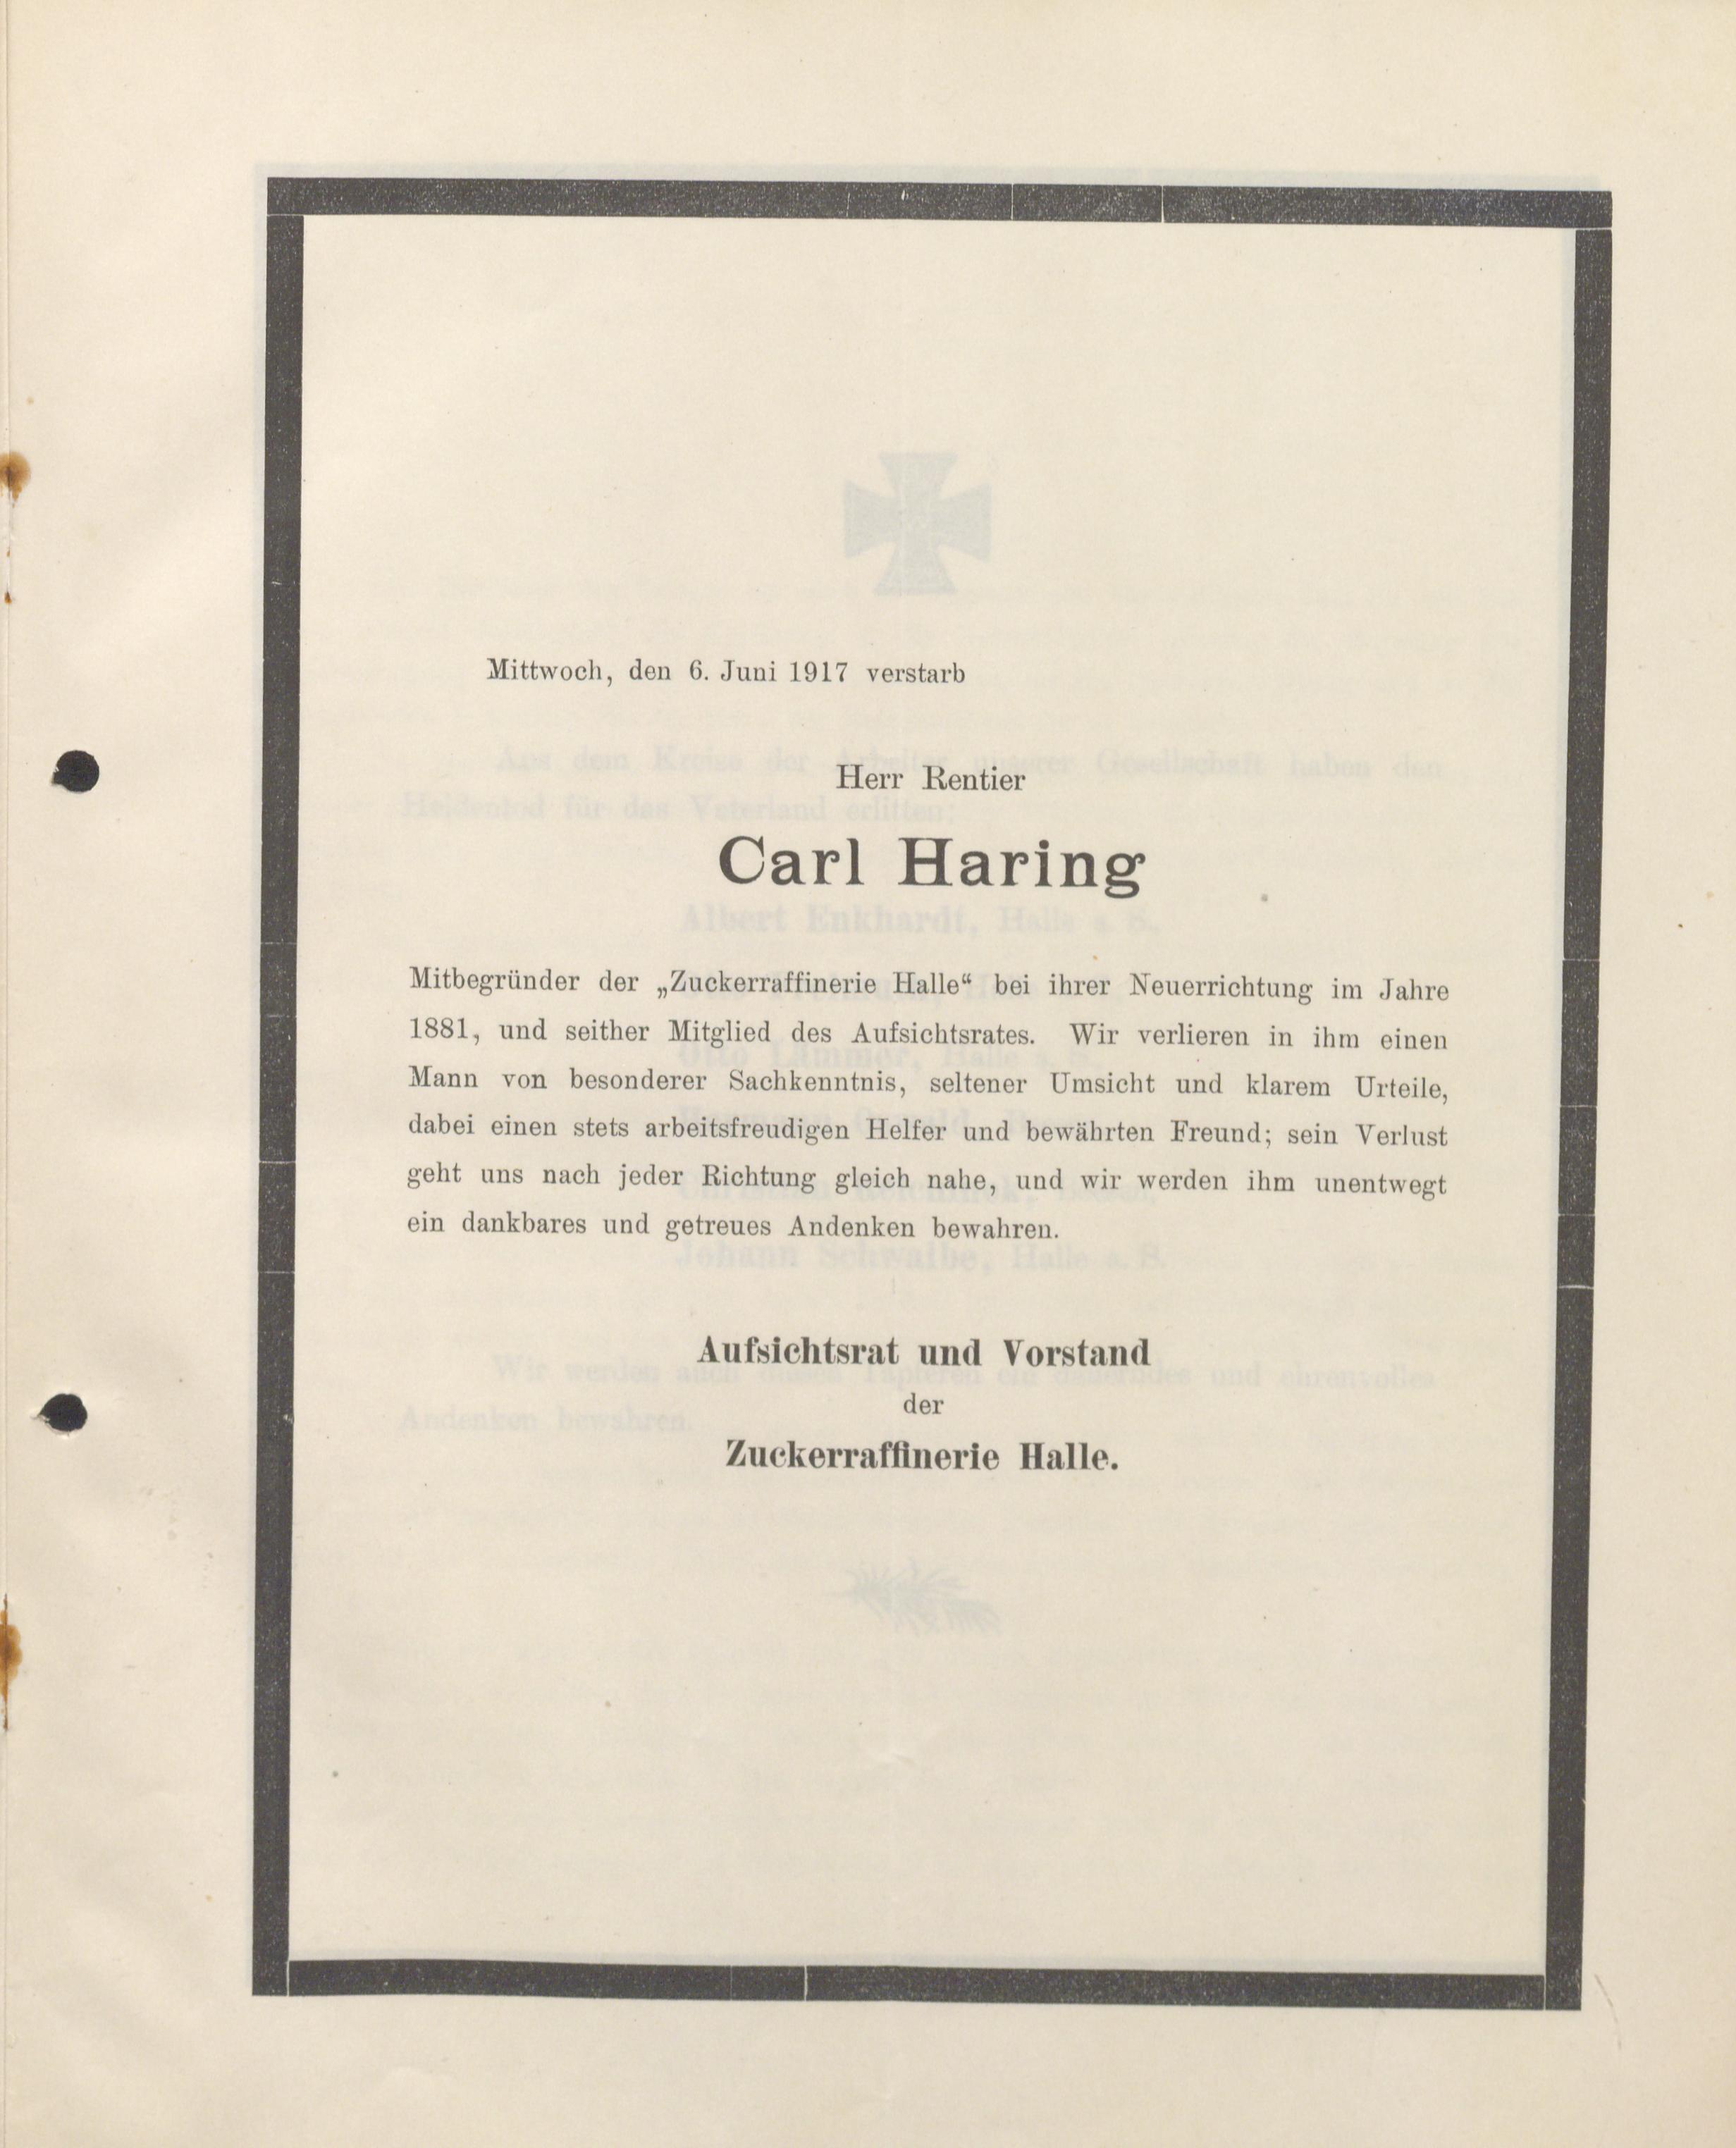 Mittwoch, den 6. Juni 1917 verstarb
Herr Rentier
Carl Haring
Mitbegründer der „Zuckerraffinerie Halle“ bei ihrer Neuerrichtung im Jahre
1881, und seither Mitglied des Aufsichtsrates. Wir verlieren in ihm einen
Mann von besonderer Sachkenntnis, seltener Umsicht und klarem Urteile,
dabei einen stets arbeitsfreudigen Helfer und bewährten Freund; sein Verlust
geht uns nach jeder Richtung gleich nahe, und wir werden ihm unentwegt
ein dankbares und getreues Andenken bewahren.
Aufsichtsrat und Vorstand
der
Zuckerraffinerie Halle.